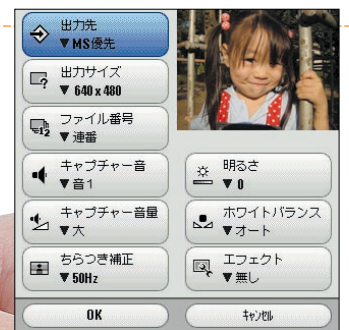 出力先
▼MS優先
出力サイズ
▼ 640 x 480
ファイル番号
▼連番
キャプチャー音
▼音1
キャプチャー音量
▼大
ちらつき補正
▼ 50Hz
明るさ
▼ 0
ホワイトバランス
▼オート
エフェクト
▼無し
OK
キャンセル